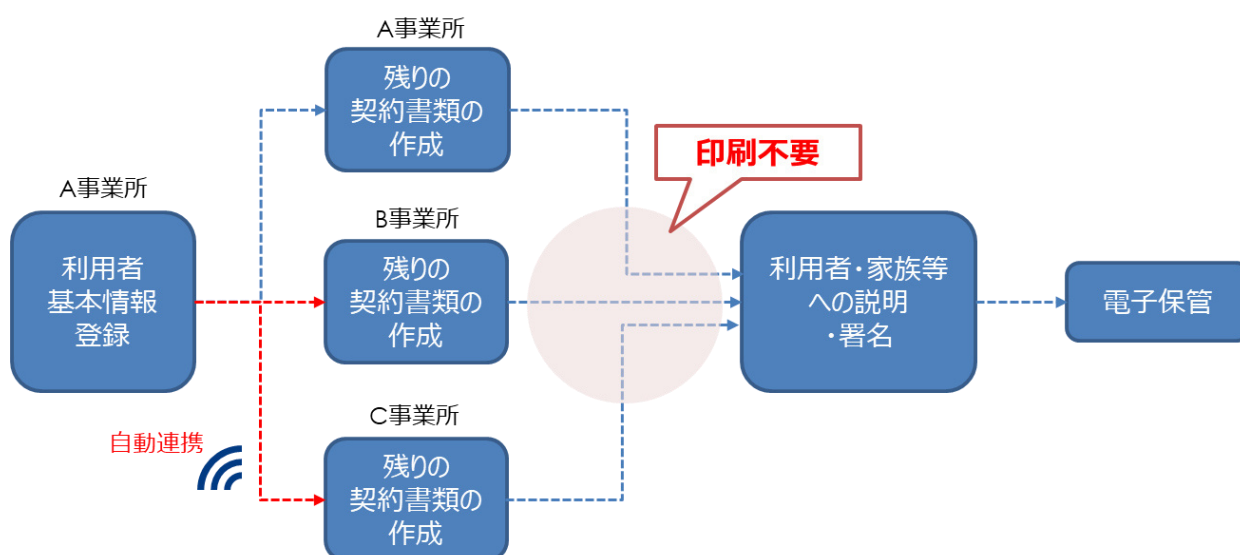 A事業所
利用者
基本情報
登録
自動連携
A事業所
残りの
契約書類の
作成
B事業所
残りの
契約書類の
作成
C事業所
残りの
契約書類の
作成
印刷不要
利用者・家族等
への説明
・署名
電子保管